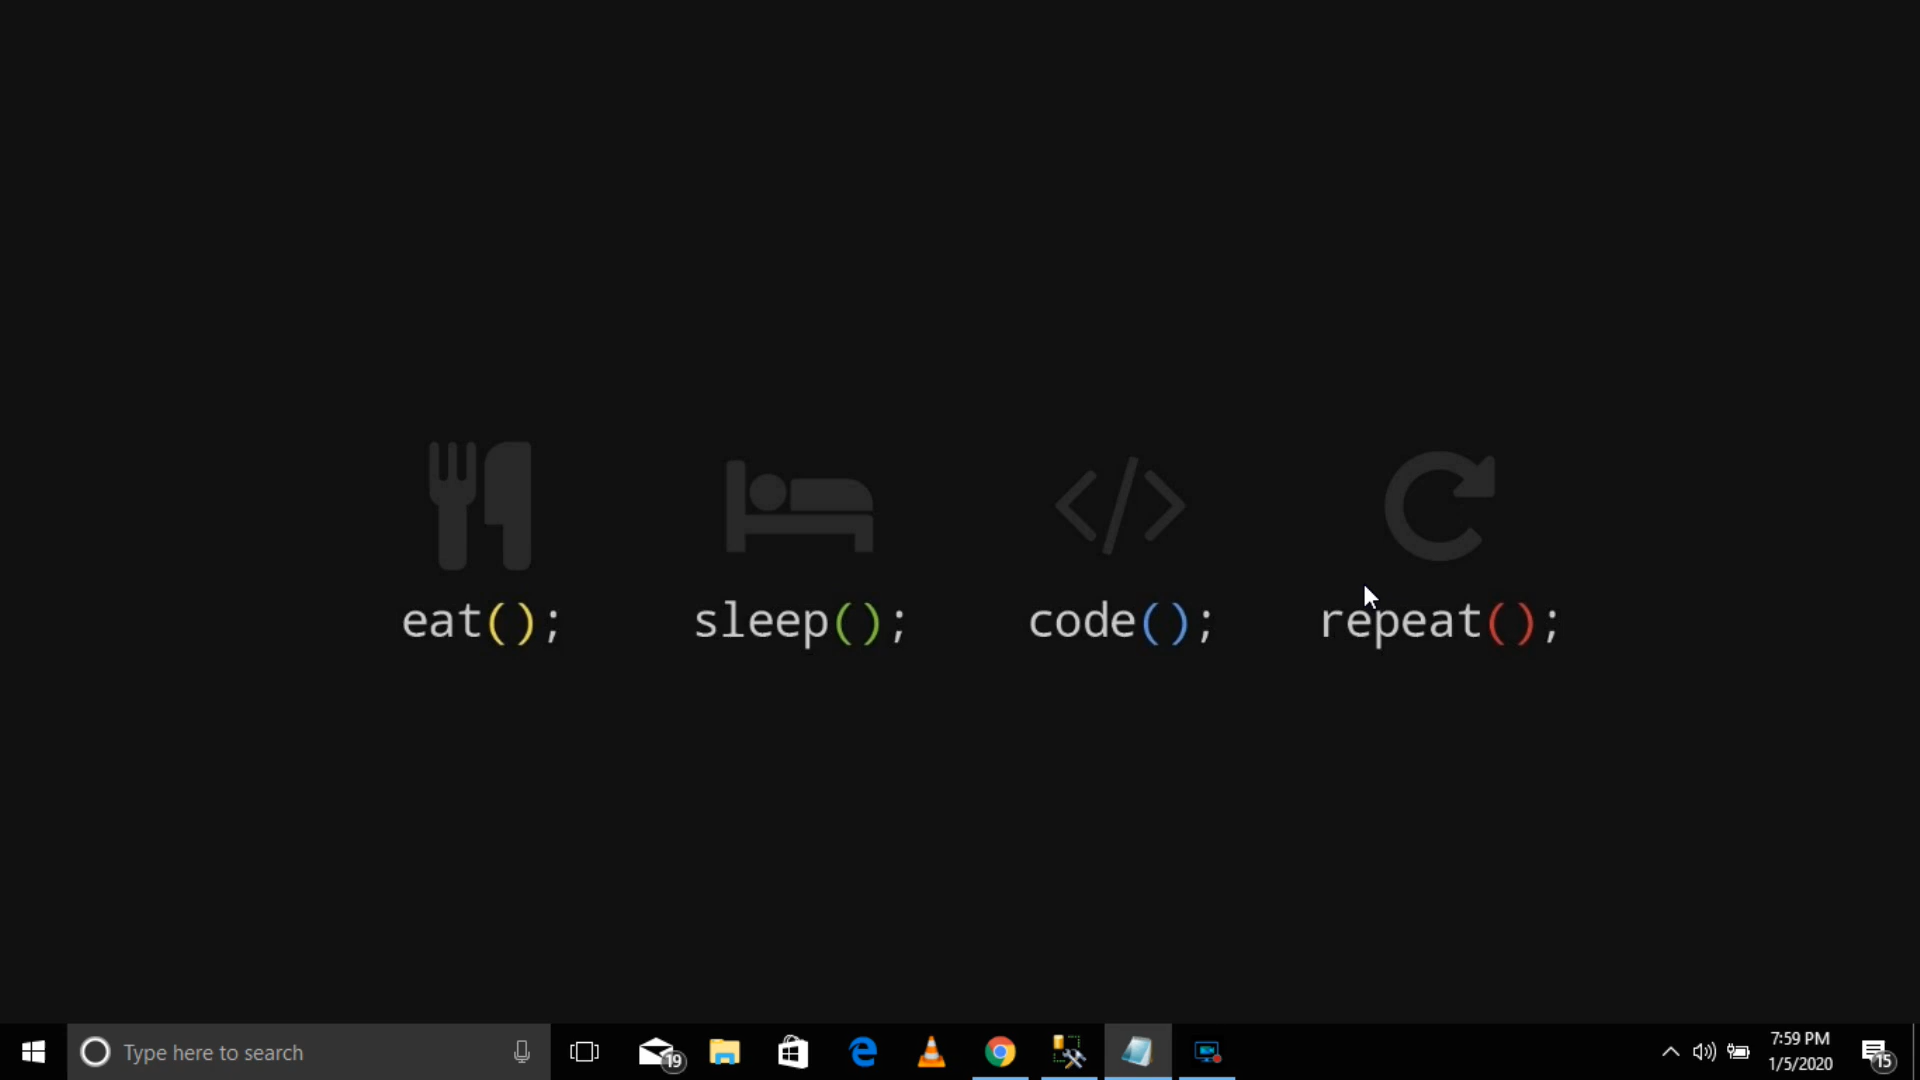 eat(); sleep(); code(); repeat();
Type here to search
19
7:59 PM
1/5/2020
15